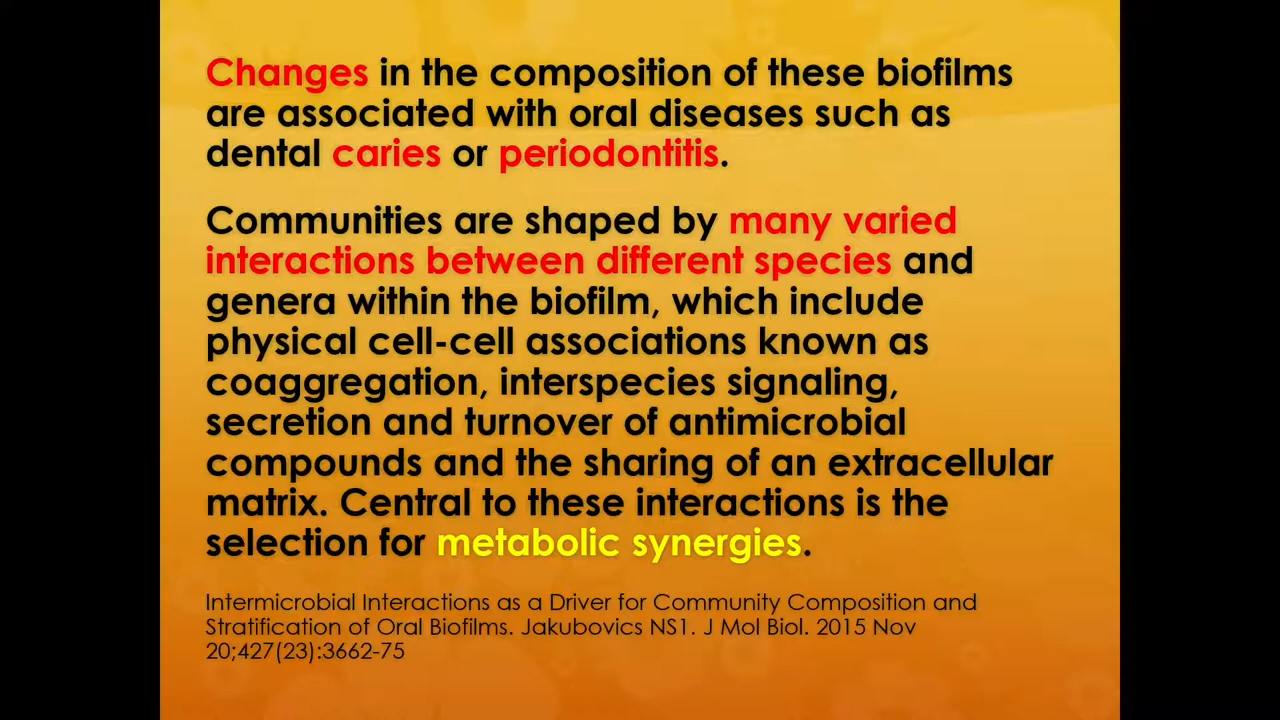 Changes in the composition of these biofilms
are associated with oral diseases such as
dental caries or periodontitis.
Communities are shaped by many varied
interactions between different species and
genera within the biofilm, which include
physical cell-cell associations known as
coaggregation, interspecies signaling,
secretion and turnover of antimicrobial
compounds and the sharing of an extracellular
matrix. Central to these interactions is the
selection for metabolic synergies.
Intermicrobial Interactions as a Driver for Community Composition and
Stratification of Oral Biofilms. Jakubovics NS1. J Mol Biol. 2015 Nov
20;427(23):3662-75